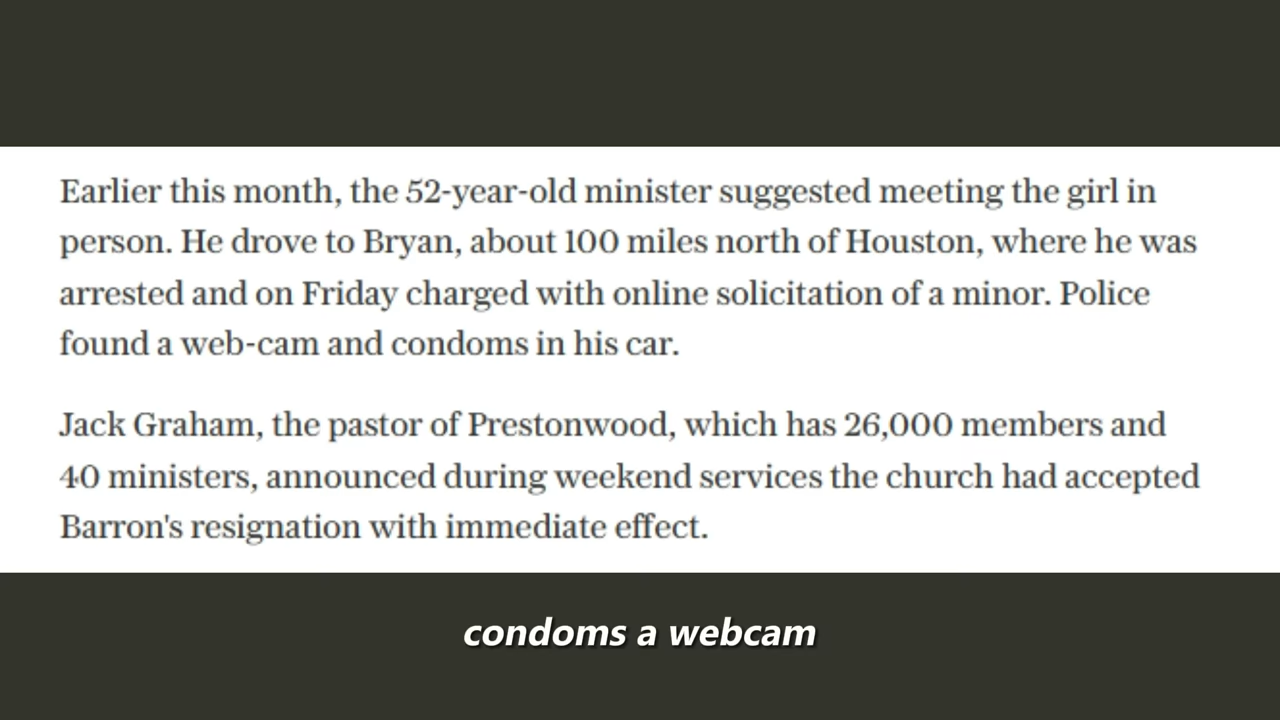 Earlier this month, the 52-year-old minister suggested meeting the girl in
person. He drove to Bryan, about 100 miles north of Houston, where he was
arrested and on Friday charged with online solicitation of a minor. Police
found a web-cam and condoms in his car.
Jack Graham, the pastor of Prestonwood, which has 26,000 members and
40 ministers, announced during weekend services the church had accepted
Barron's resignation with immediate effect.
condoms a webcam